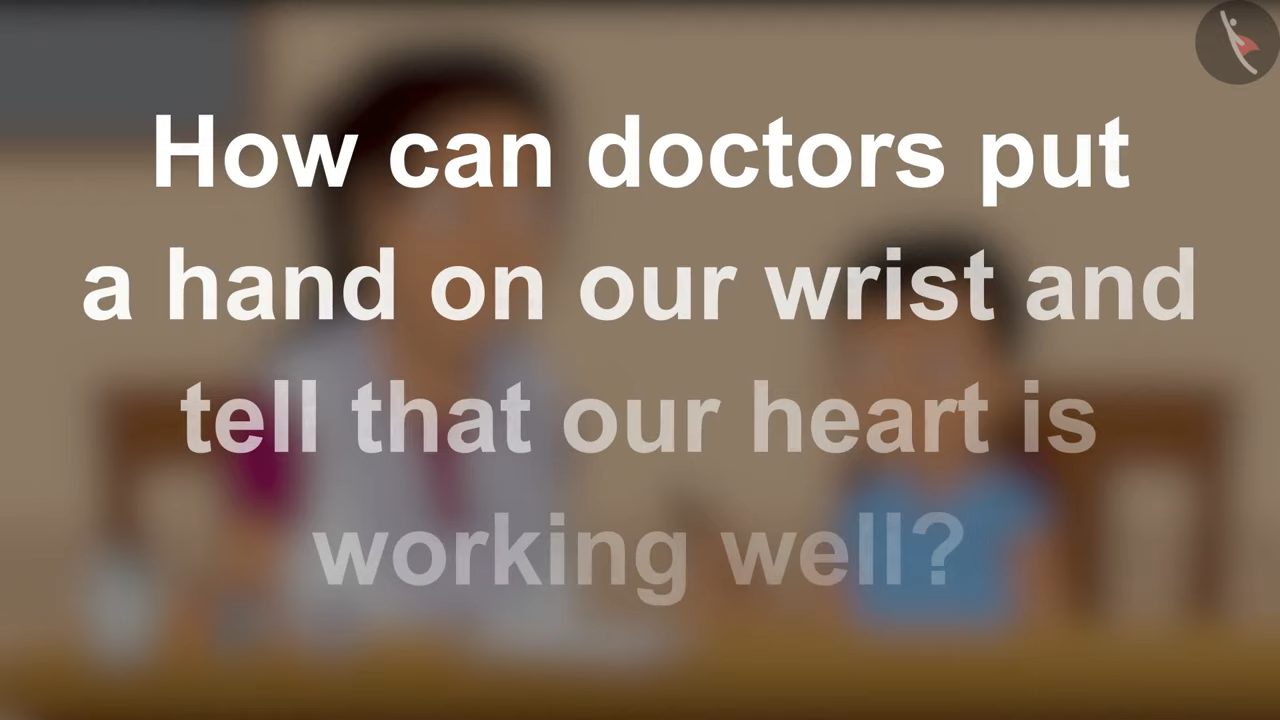 How can doctors put
a hand on our wrist and
tell that our heart is
working well?